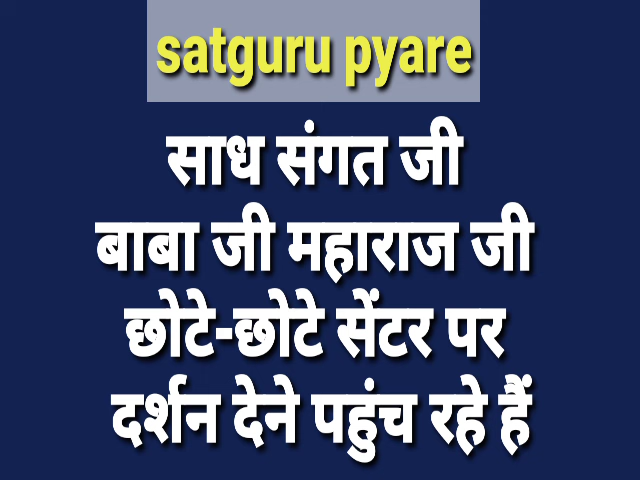 satguru pyare
साध संगत जी
बाबा जी महाराज जी
छोटे-छोटे सेंटर पर
दर्शन देने पहुंच रहे हैं